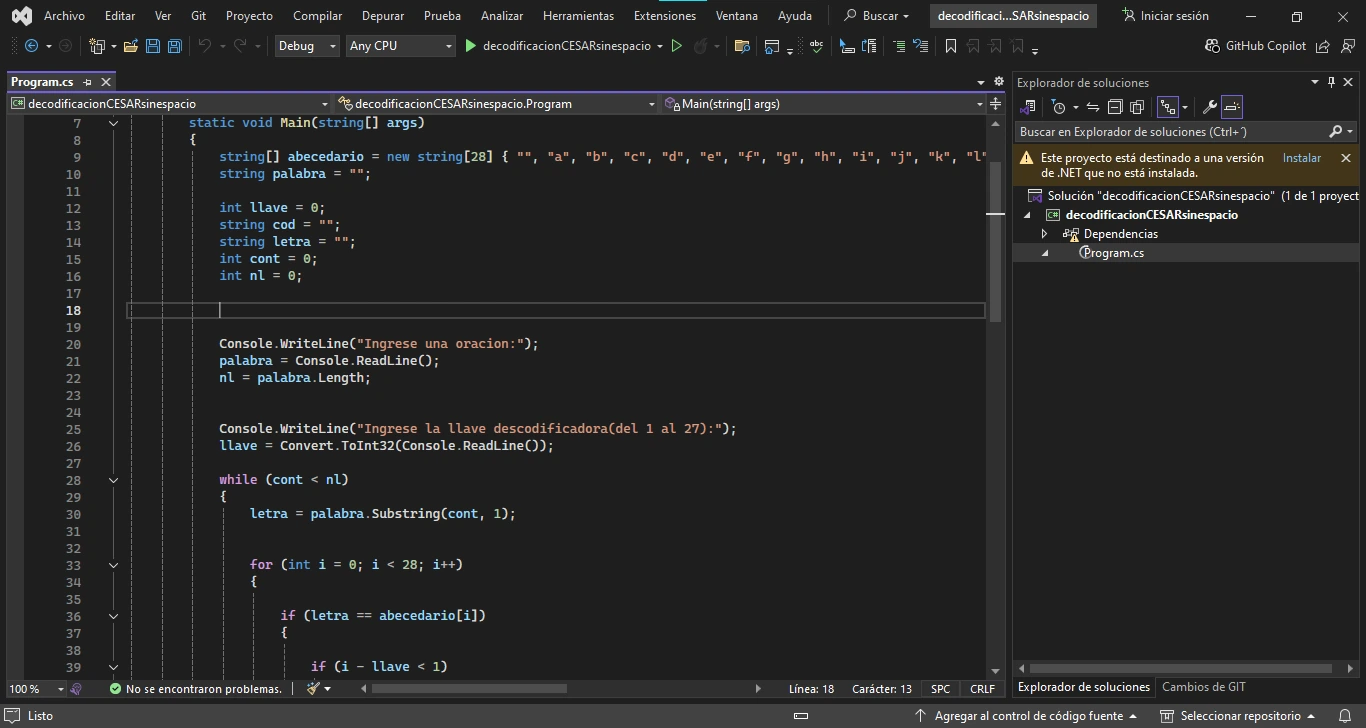 Archivo Editar Ver Git Proyecto Compilar Depurar Prueba Analizar Herramientas Extensiones Ventana Ayuda Buscar decodificaci...SARsinespacio Iniciar sesión
Debug Any CPU decodificacionCESARsinespacio GitHub Copilot
Program.cs
decodificacionCESARsinespacio decodificacionCESARsinespacio.Program Main(string[] args)
7 static void Main(string[] args)
8 {
9 string[] abecedario = new string[28] { "", "a", "b", "c", "d", "e", "f", "g", "h", "i", "j", "k", "l"
10 string palabra = "";
11
12 int llave = 0;
13 string cod = "";
14 string letra = "";
15 int cont = 0;
16 int nl = 0;
17
18
19
20 Console.WriteLine("Ingrese una oracion:");
21 palabra = Console.ReadLine();
22 nl = palabra.Length;
23
24
25 Console.WriteLine("Ingrese la llave descodificadora(del 1 al 27):");
26 llave = Convert.ToInt32(Console.ReadLine());
27
28 while (cont < nl)
29 {
30 letra = palabra.Substring(cont, 1);
31
32
33 for (int i = 0; i < 28; i++)
34 {
35
36 if (letra == abecedario[i])
37 {
38
39 if (i - llave < 1)
100 % No se encontraron problemas. Línea: 18 Carácter: 13 SPC CRLF
Explorador de soluciones
Buscar en Explorador de soluciones (Ctrl+´)
Este proyecto está destinado a una versión Instalar
de .NET que no está instalada.
Solución "decodificacionCESARsinespacio" (1 de 1 proyect
C# decodificacionCESARsinespacio
Dependencias
Program.cs
Explorador de soluciones Cambios de GIT
Listo Agregar al control de código fuente Seleccionar repositorio